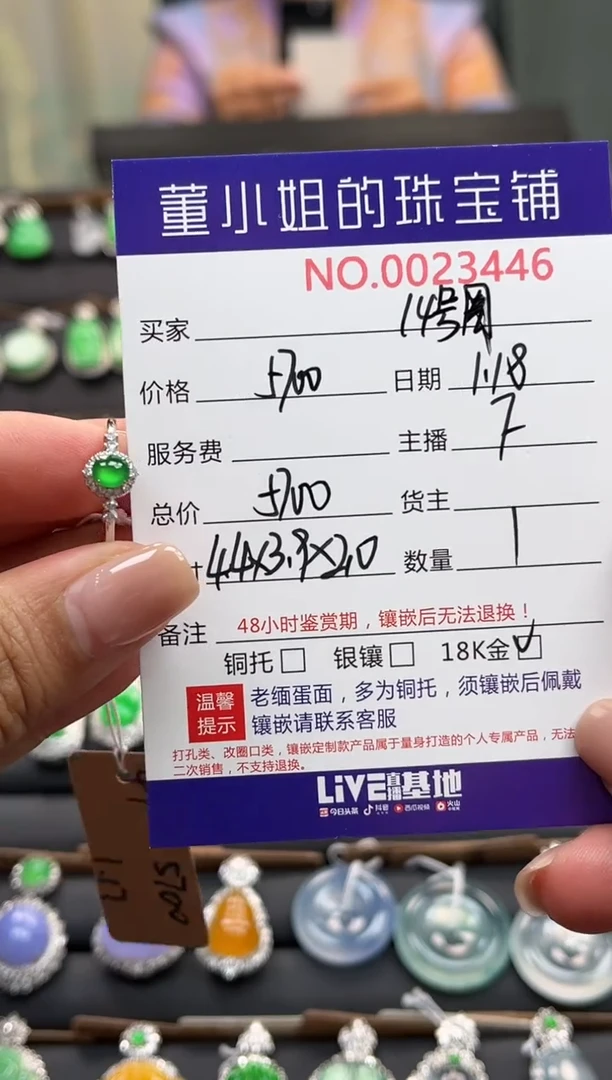 董小姐的珠宝铺
NO.0023446
买家 14号圈
价格 5700 日期 1.18
服务费 主播 7
总价 5700 货主
4.4x3.9x2.0 数量 1
备注 48小时鉴赏期，镶嵌后无法退换！
铜托 银镶 18K金✓
温馨提示
老缅蛋面，多为铜托，须镶嵌后佩戴
镶嵌请联系客服
打孔类、改圈口类，镶嵌定制款产品属于量身打造的个人专属产品，无法
二次销售，不支持退换。
LiVE直播基地
今日头条 抖音 西瓜视频 火山
5700